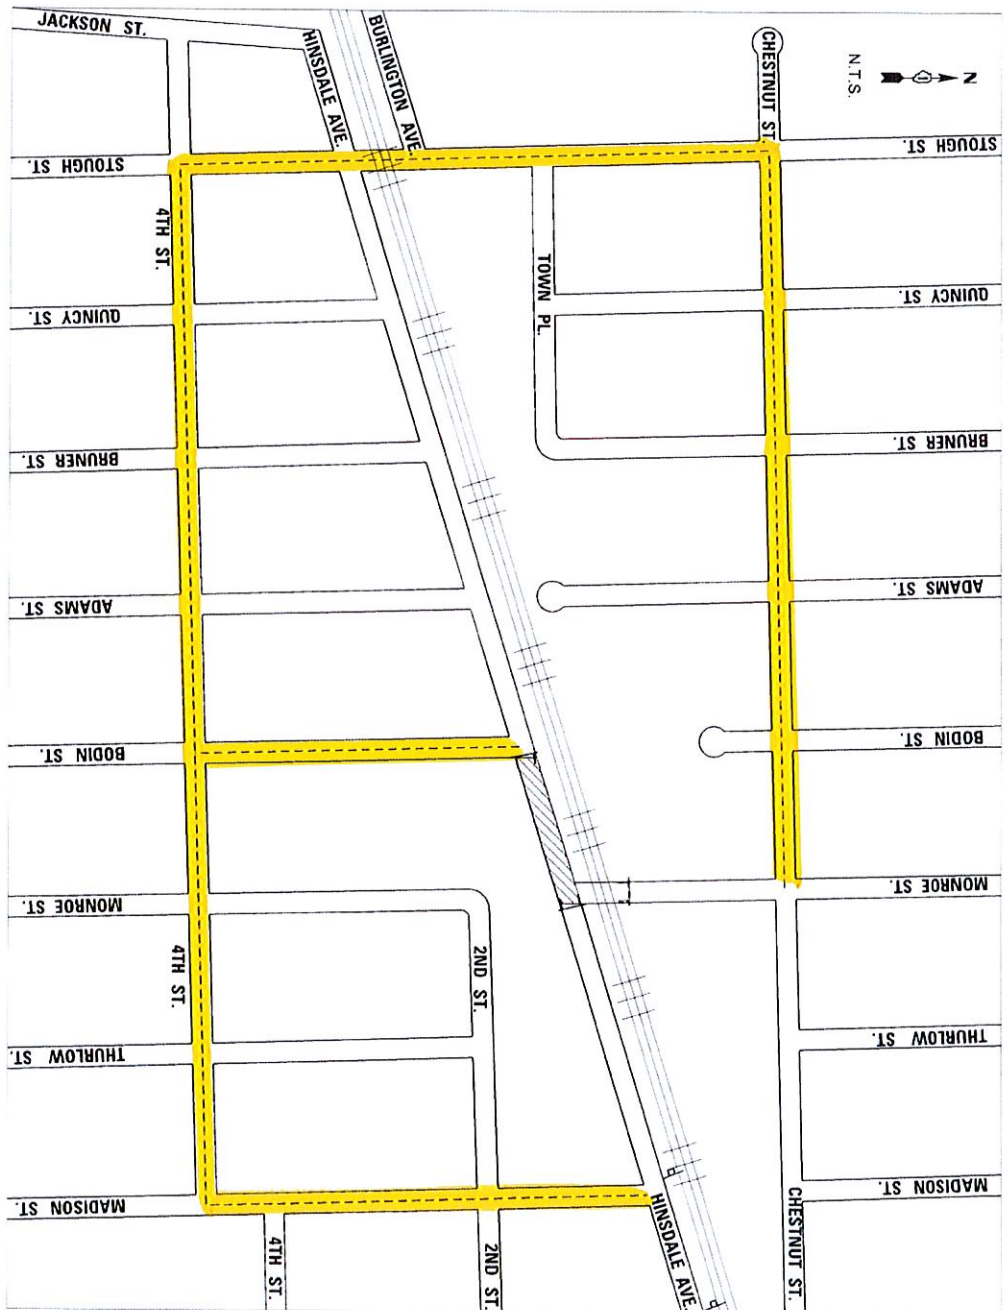 JACKSON ST.
HINSDALE AVE.
BURLINGTON AVE.
CHESTNUT ST.
N
N.T.S.
STOUGH ST.
STOUGH ST.
4TH ST.
TOWN PL.
QUINCY ST.
QUINCY ST.
BRUNER ST.
BRUNER ST.
ADAMS ST.
ADAMS ST.
BODIN ST.
BODIN ST.
MONROE ST.
MONROE ST
4TH ST.
2ND ST.
THURLOW ST.
THURLOW ST.
MADISON ST.
MADISON ST.
4TH ST.
2ND ST.
HINSDALE AVE.
CHESTNUT ST.